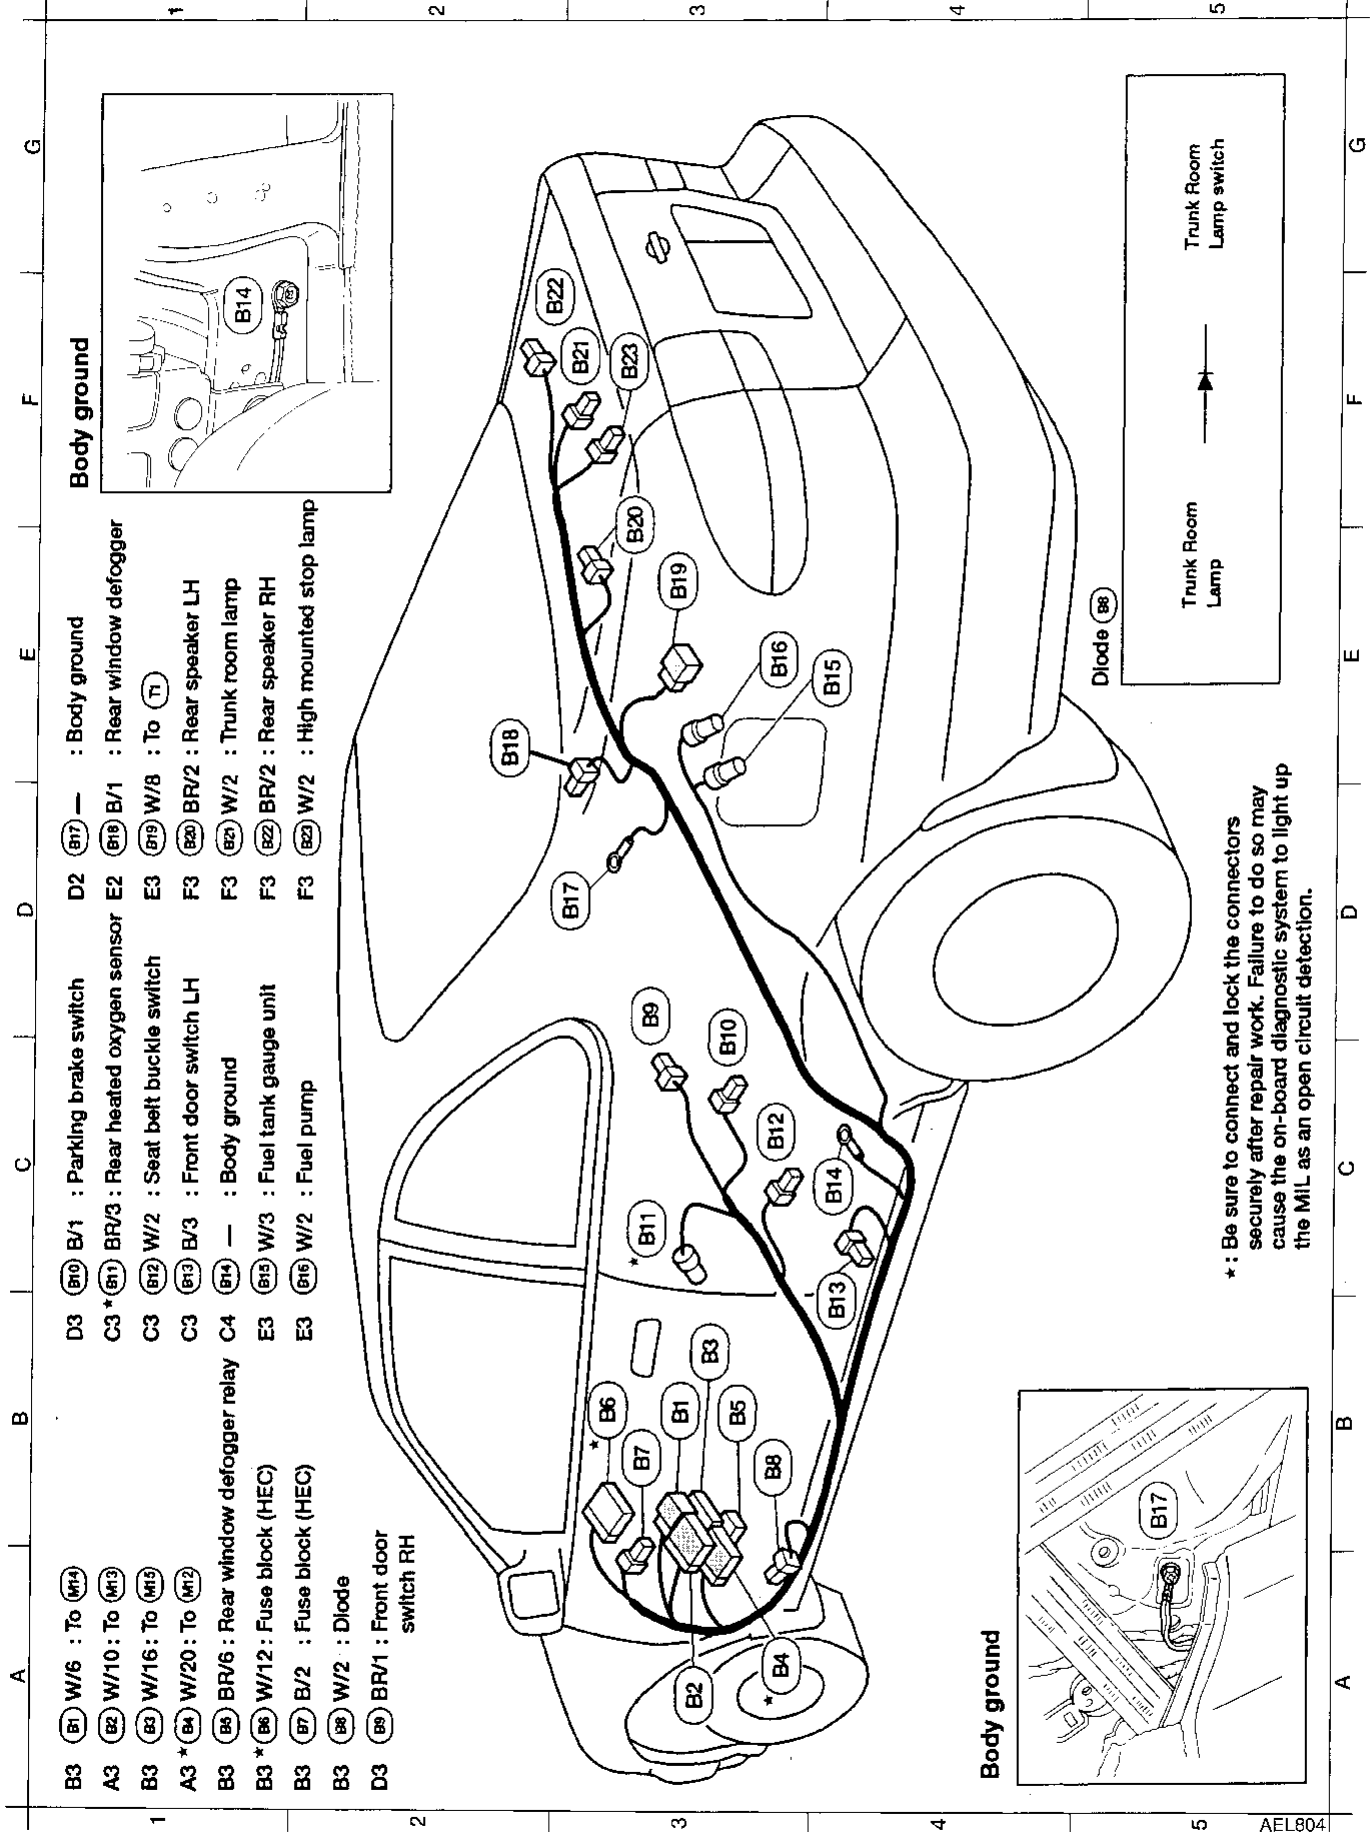 A B C D E F G
1
2
3
4
5
B3 B1 W/6 : To M14
A3 B2 W/10 : To M13
B3 B3 W/16 : To M15
A3 ★ B4 W/20 : To M12
B3 B5 BR/6 : Rear window defogger relay
B3 ★ B6 W/12 : Fuse block (HEC)
B3 B7 B/2 : Fuse block (HEC)
B3 B8 W/2 : Diode
D3 B9 BR/1 : Front door
switch RH
D3 B10 B/1 : Parking brake switch
C3 ★ B11 BR/3 : Rear heated oxygen sensor
C3 B12 W/2 : Seat belt buckle switch
C3 B13 B/3 : Front door switch LH
C4 B14 — : Body ground
E3 B15 W/3 : Fuel tank gauge unit
E3 B16 W/2 : Fuel pump
D2 B17 — : Body ground
E2 B18 B/1 : Rear window defogger
E3 B19 W/8 : To T1
F3 B20 BR/2 : Rear speaker LH
F3 B21 W/2 : Trunk room lamp
F3 B22 BR/2 : Rear speaker RH
F3 B23 W/2 : High mounted stop lamp
Body ground
B14
B22
B21
B23
B20
B19
B18
B16
B15
B17
B9
B10
B12
B14
★ B11
B13
★ B6
B7
B1
B3
B5
B8
B2
★ B4
Body ground
B17
★: Be sure to connect and lock the connectors
securely after repair work. Failure to do so may
cause the on-board diagnostic system to light up
the MIL as an open circuit detection.
Diode B8
Trunk Room
Lamp
Trunk Room
Lamp switch
1
2
3
4
5
A B C D E F G
AEL804